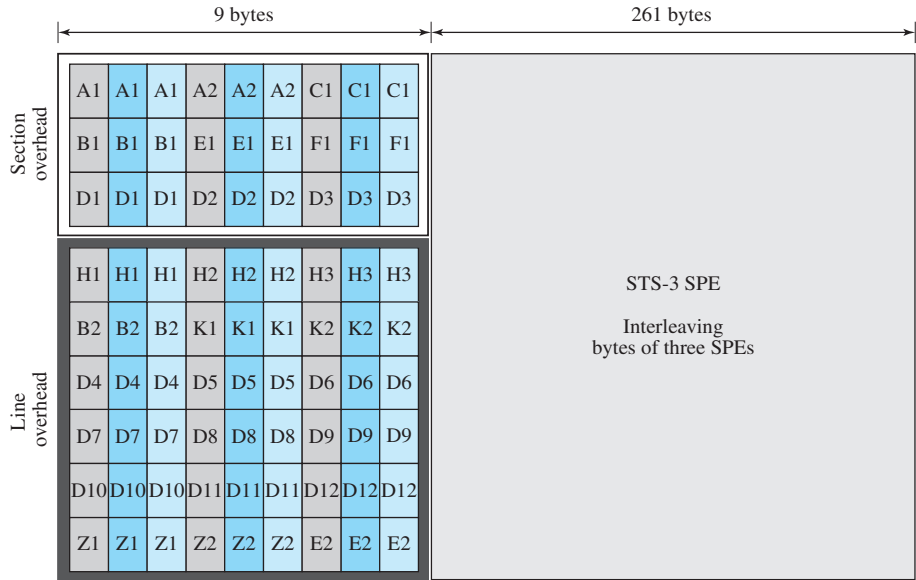 9 bytes
261 bytes
Section
overhead
A1 A1 A1 A2 A2 A2 C1 C1 C1
B1 B1 B1 E1 E1 E1 F1 F1 F1
D1 D1 D1 D2 D2 D2 D3 D3 D3
Line
overhead
H1 H1 H1 H2 H2 H2 H3 H3 H3
B2 B2 B2 K1 K1 K1 K2 K2 K2
D4 D4 D4 D5 D5 D5 D6 D6 D6
D7 D7 D7 D8 D8 D8 D9 D9 D9
D10 D10 D10 D11 D11 D11 D12 D12 D12
Z1 Z1 Z1 Z2 Z2 Z2 E2 E2 E2
STS-3 SPE
Interleaving
bytes of three SPEs